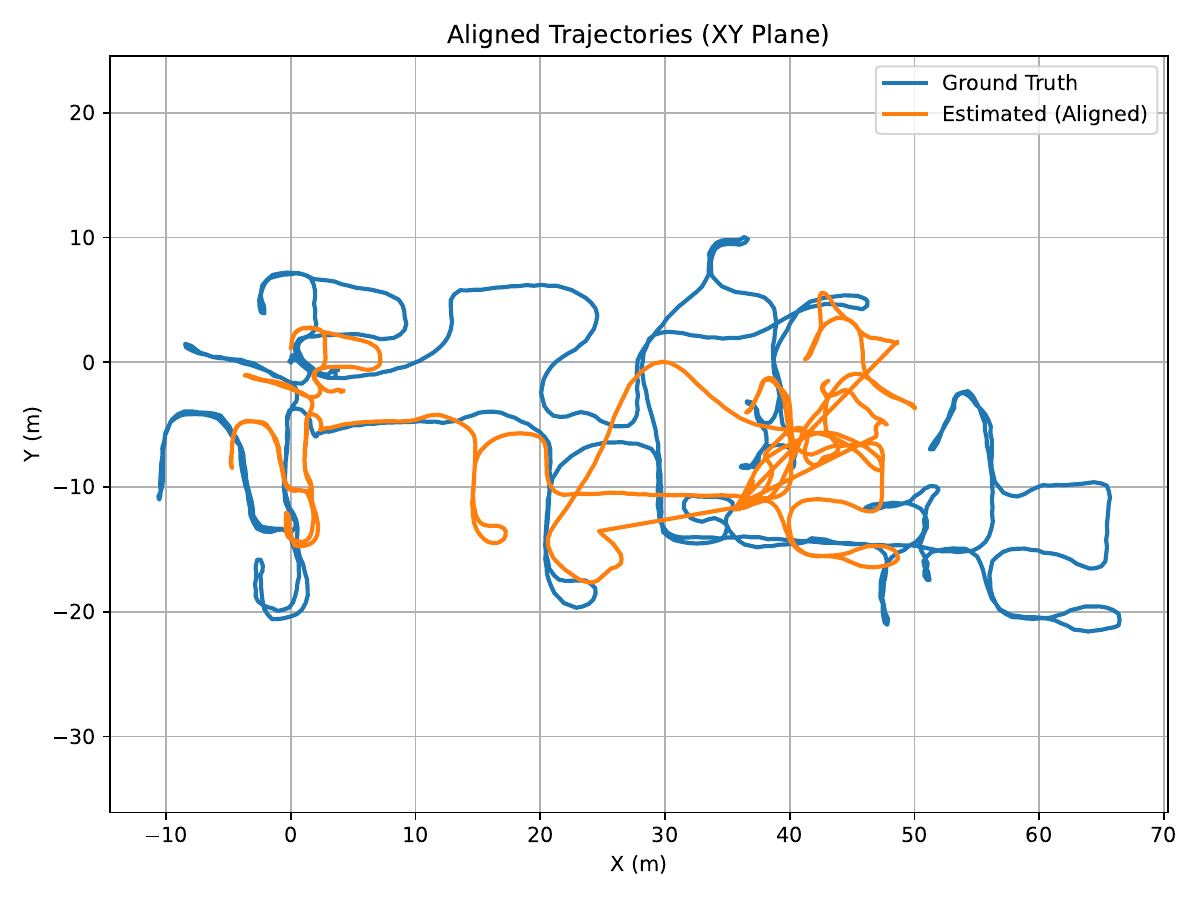 Aligned Trajectories (XY Plane)
Ground Truth
Estimated (Aligned)
20
10
0
−10
−20
−30
Y (m)
−10 0 10 20 30 40 50 60 70
X (m)